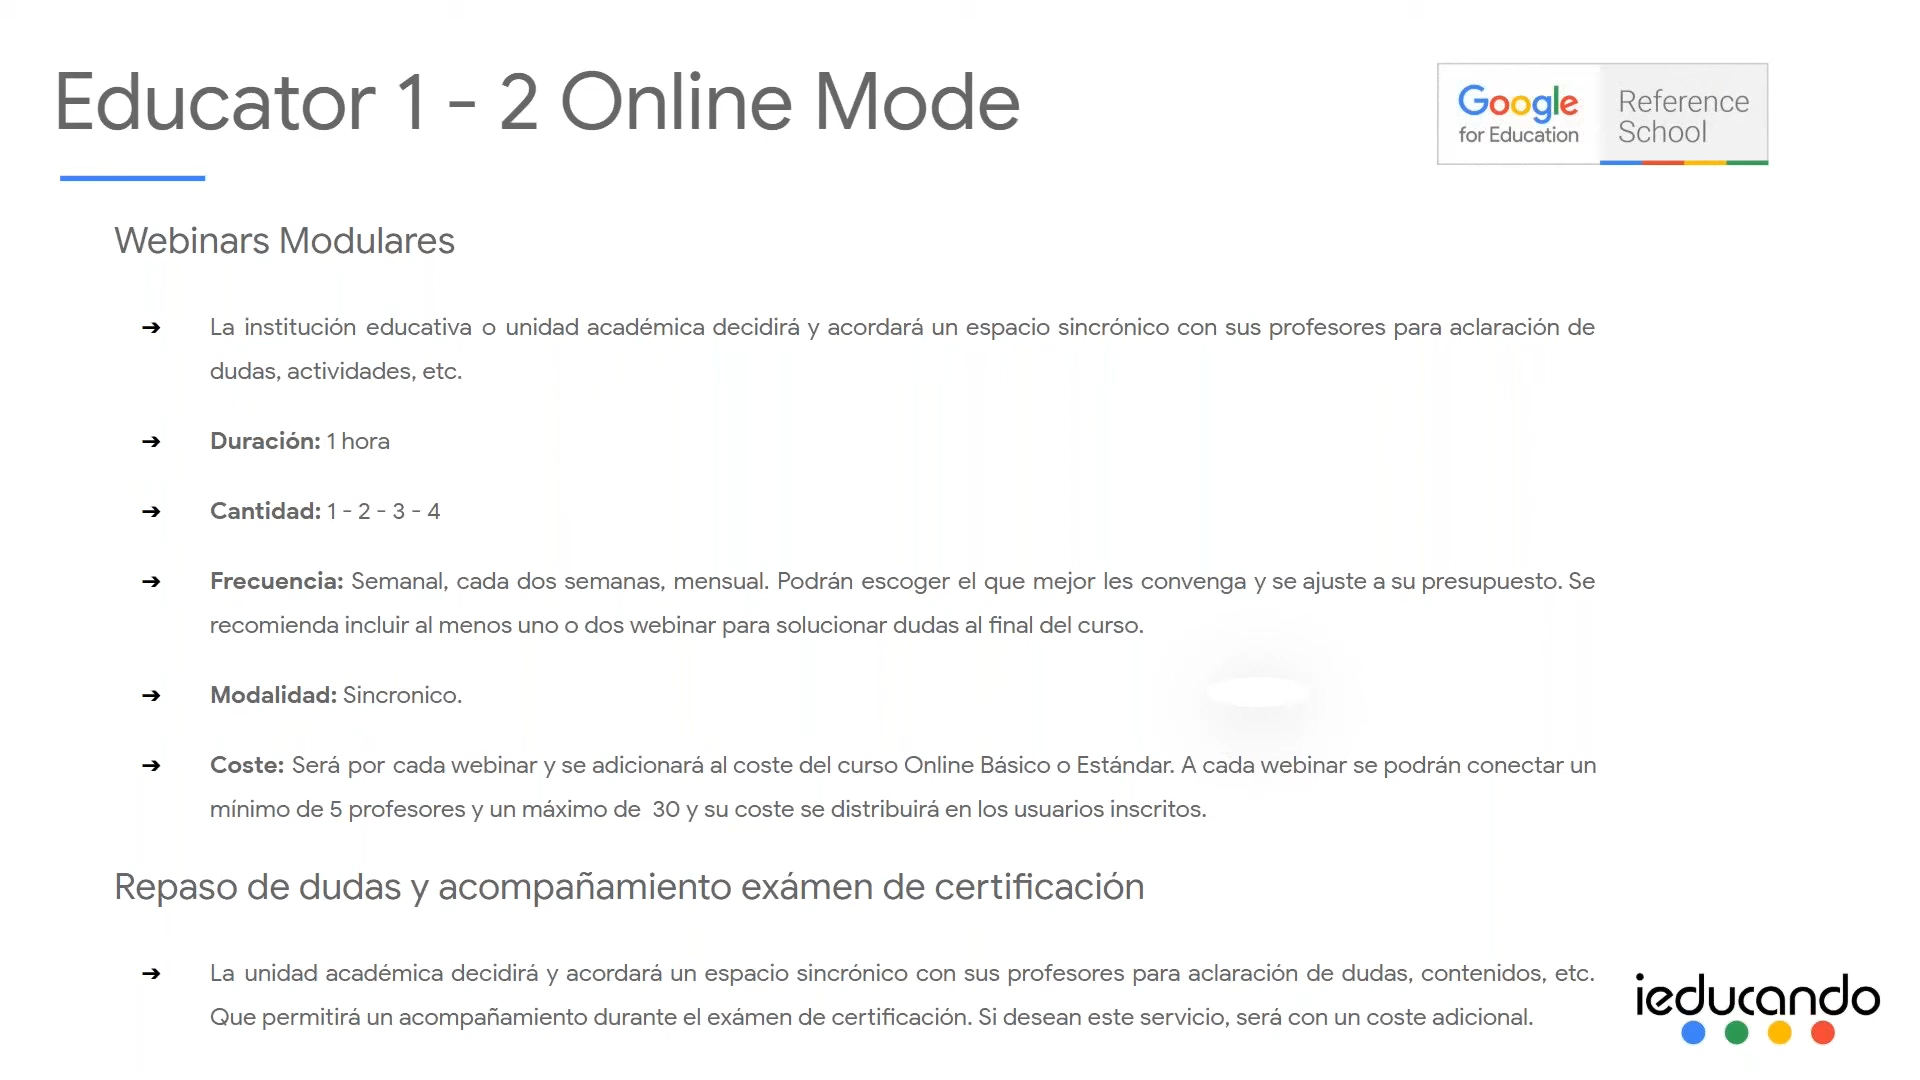 Educator 1 - 2 Online Mode
Google
for Education
Reference
School
Webinars Modulares
➔ La institución educativa o unidad académica decidirá y acordará un espacio sincrónico con sus profesores para aclaración de
dudas, actividades, etc.
➔ Duración: 1 hora
➔ Cantidad: 1 - 2 - 3 - 4
➔ Frecuencia: Semanal, cada dos semanas, mensual. Podrán escoger el que mejor les convenga y se ajuste a su presupuesto. Se
recomienda incluir al menos uno o dos webinar para solucionar dudas al final del curso.
➔ Modalidad: Sincronico.
➔ Coste: Será por cada webinar y se adicionará al coste del curso Online Básico o Estándar. A cada webinar se podrán conectar un
mínimo de 5 profesores y un máximo de 30 y su coste se distribuirá en los usuarios inscritos.
Repaso de dudas y acompañamiento exámen de certificación
➔ La unidad académica decidirá y acordará un espacio sincrónico con sus profesores para aclaración de dudas, contenidos, etc.
Que permitirá un acompañamiento durante el exámen de certificación. Si desean este servicio, será con un coste adicional.
ieducando